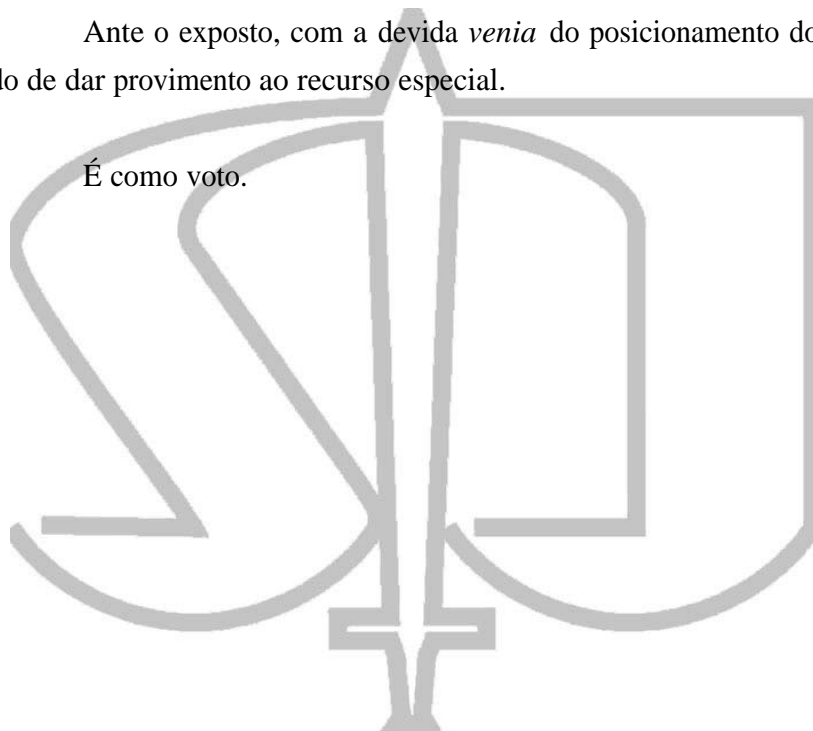 Ante o exposto, com a devida venia do posicionamento do
do de dar provimento ao recurso especial.
É como voto.